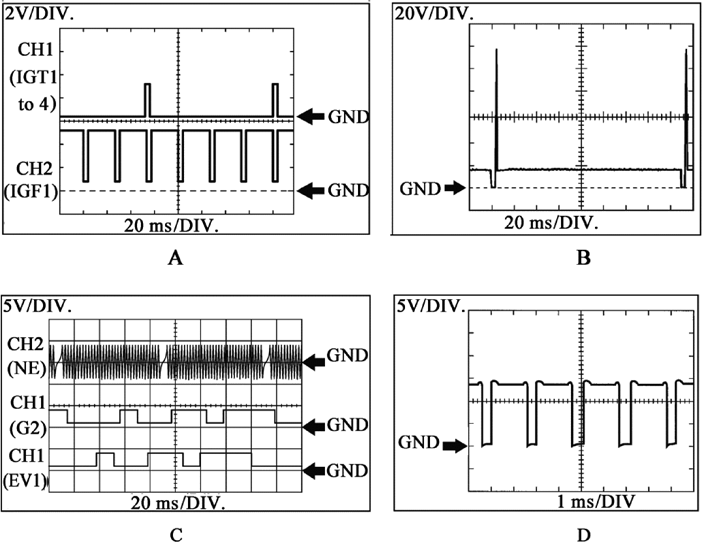 2V/DIV.
CH1
(IGT1
to 4)
GND
CH2
(IGF1)
GND
20 ms/DIV.
A
20V/DIV.
GND
20 ms/DIV.
B
5V/DIV.
CH2
(NE)
GND
CH1
(G2)
GND
CH1
(EV1)
GND
20 ms/DIV.
C
5V/DIV.
GND
1 ms/DIV
D